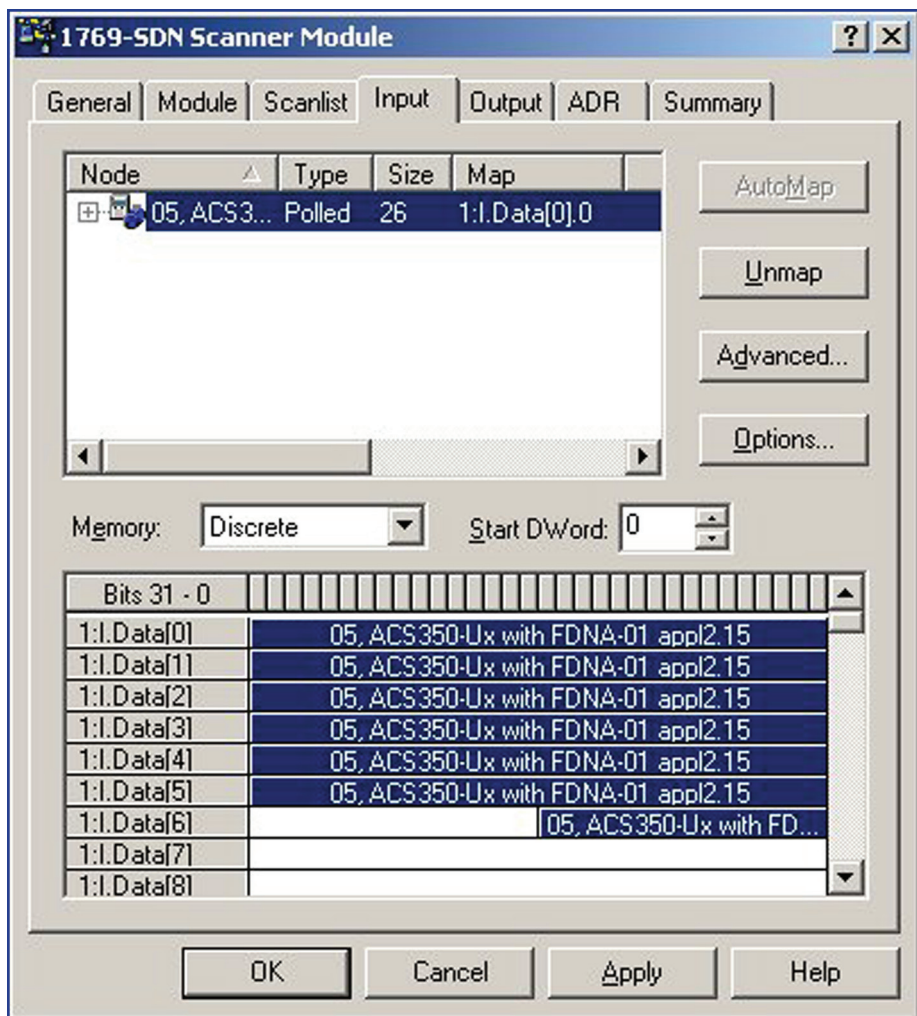 1769-SDN Scanner Module
General Module Scanlist Input Output ADR Summary
Node Type Size Map
05, ACS3... Polled 26 1:I.Data[0].0
AutoMap
Unmap
Advanced...
Options...
Memory: Discrete Start DWord: 0
Bits 31 - 0
1:I.Data[0] 05, ACS350-Ux with FDNA-01 appl2.15
1:I.Data[1] 05, ACS350-Ux with FDNA-01 appl2.15
1:I.Data[2] 05, ACS350-Ux with FDNA-01 appl2.15
1:I.Data[3] 05, ACS350-Ux with FDNA-01 appl2.15
1:I.Data[4] 05, ACS350-Ux with FDNA-01 appl2.15
1:I.Data[5] 05, ACS350-Ux with FDNA-01 appl2.15
1:I.Data[6] 05, ACS350-Ux with FD...
1:I.Data[7]
1:I.Data[8]
OK Cancel Apply Help